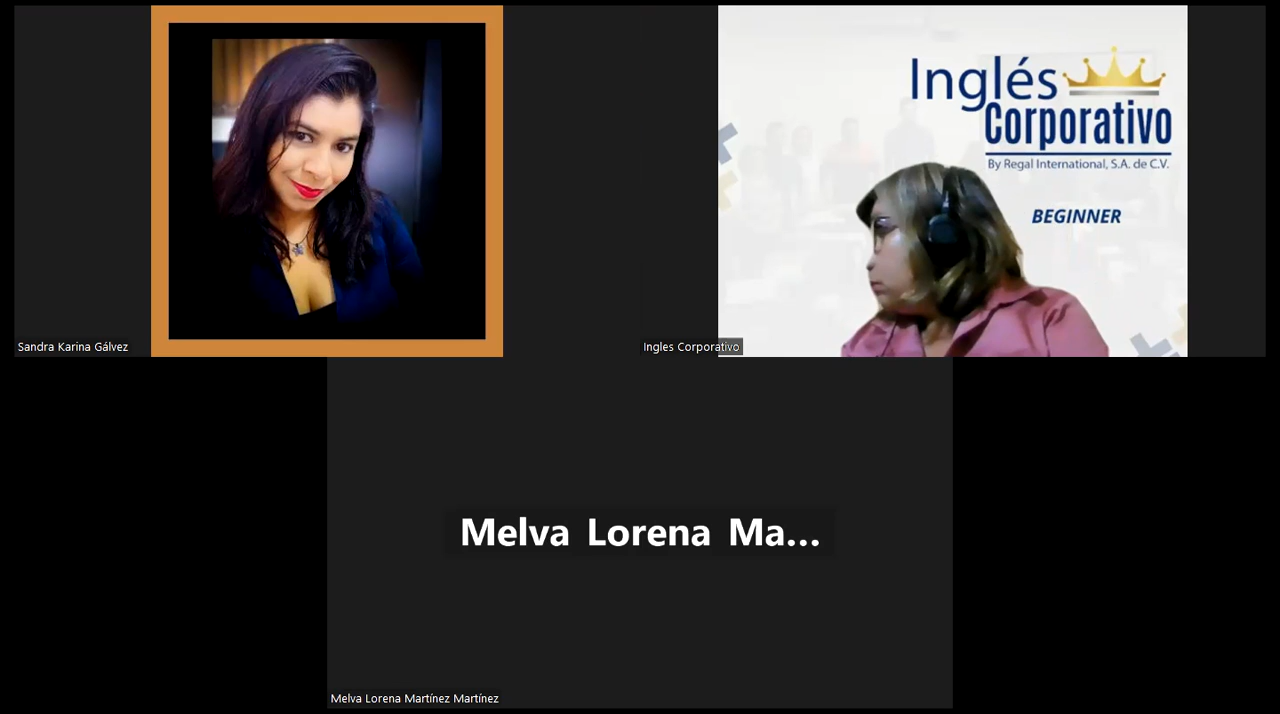 Inglés
Corporativo
By Regal International, S.A. de C.V.
BEGINNER
Sandra Karina Gálvez
Ingles Corporativo
Melva Lorena Ma...
Melva Lorena Martínez Martínez